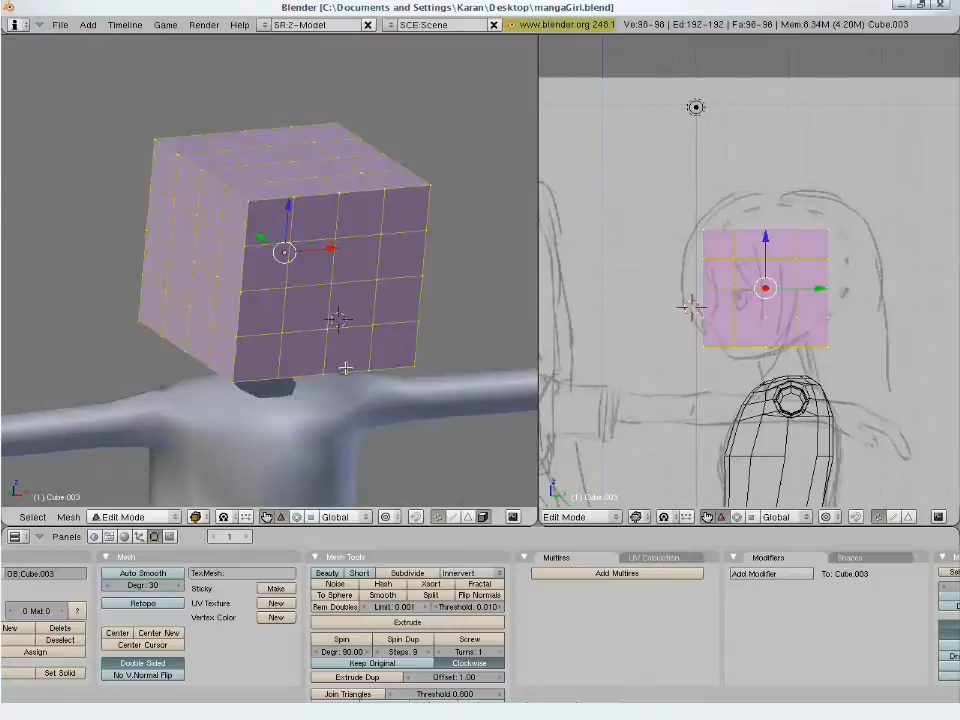 Blender [C:\Documents and Settings\Karan\Desktop\mangaGirl.blend]
File Add Timeline Game Render Help SR:2-Model SCE:Scene www.blender.org 248.1 Ve:98-98 | Ed:192-192 | Fa:96-96 | Mem:6.34M (4.20M) Cube.003
(1) Cube.003
(1) Cube.003
Select Mesh Edit Mode Global
Edit Mode Global
Panels 1
Mesh
Mesh Tools
Multires UV Calculation
Modifiers Shapes
OB:Cube.003
Auto Smooth TexMesh:
Beauty Short Subdivide Innervert
Add Multires
Add Modifier To: Cube.003
Degr: 30 Sticky Make
Noise Hash Xsort Fractal
0 Mat 0 ?
Retopo UV Texture New
To Sphere Smooth Split Flip Normals
Vertex Color New
Rem Doubles Limit: 0.001 Threshold: 0.010
New Delete
Center Center New
Extrude
Deselect
Center Cursor
Spin Spin Dup Screw
Assign
Degr: 90.00 Steps: 9 Turns: 1
Double Sided
Keep Original Clockwise
Set Solid
No V.Normal Flip
Extrude Dup Offset: 1.00
Join Triangles Threshold 0.800